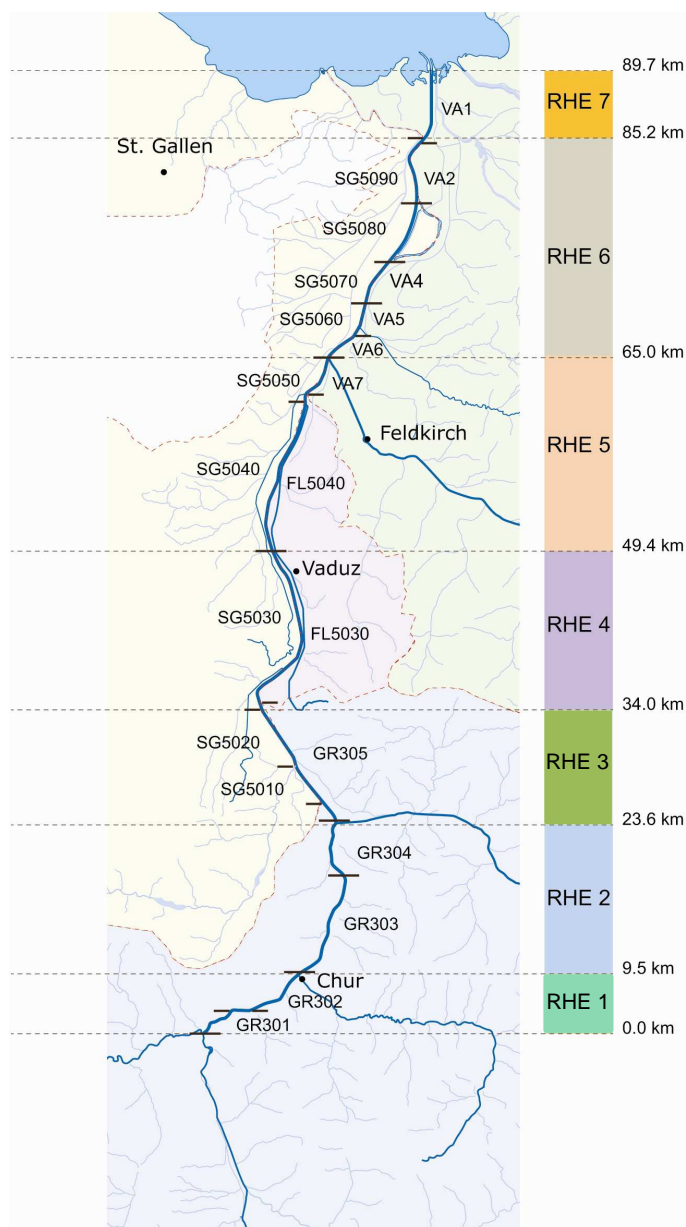 89.7 km
RHE 7
VA1
85.2 km
St. Gallen
SG5090
VA2
SG5080
RHE 6
SG5070
VA4
SG5060
VA5
VA6
65.0 km
SG5050
VA7
Feldkirch
RHE 5
SG5040
FL5040
49.4 km
Vaduz
SG5030
RHE 4
FL5030
34.0 km
SG5020
GR305
RHE 3
SG5010
23.6 km
GR304
RHE 2
GR303
9.5 km
Chur
GR302
RHE 1
GR301
0.0 km